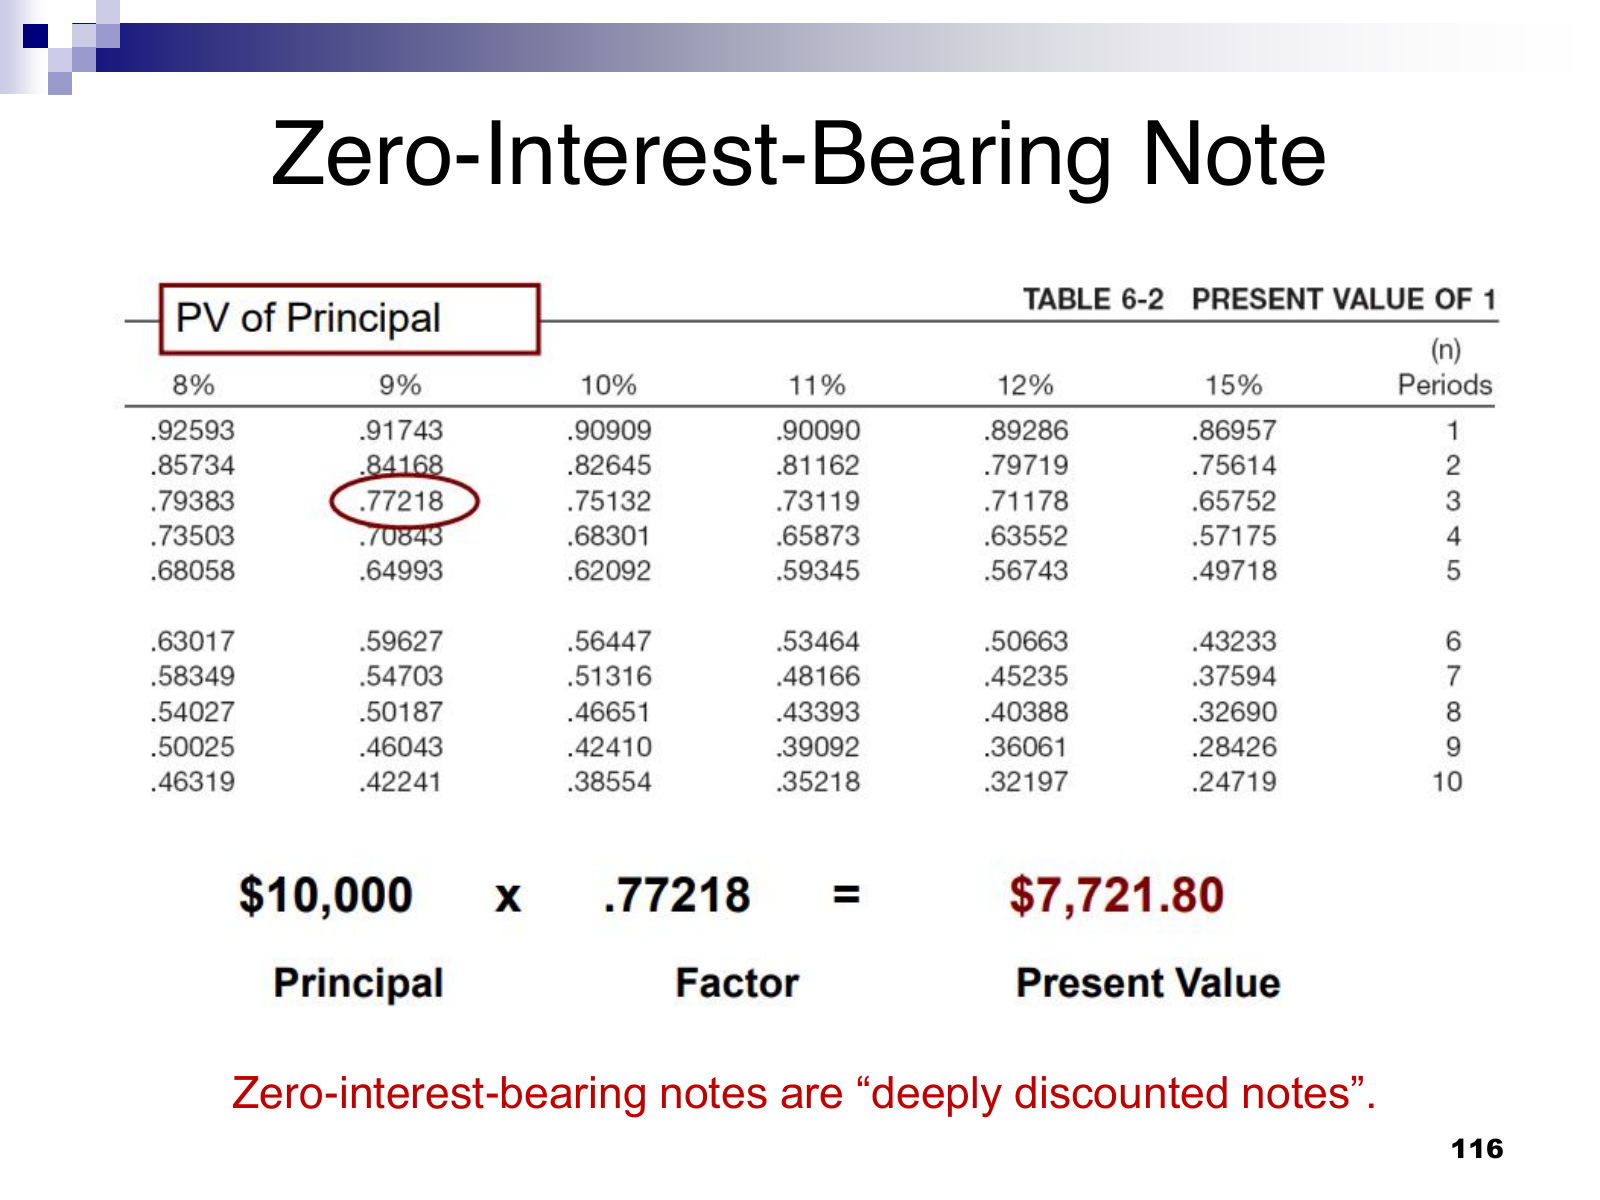 Zero-Interest-Bearing Note
PV of Principal
TABLE 6-2 PRESENT VALUE OF 1
(n)
8% 9% 10% 11% 12% 15% Periods
.92593 .91743 .90909 .90090 .89286 .86957 1
.85734 .84168 .82645 .81162 .79719 .75614 2
.79383 .77218 .75132 .73119 .71178 .65752 3
.73503 .70843 .68301 .65873 .63552 .57175 4
.68058 .64993 .62092 .59345 .56743 .49718 5
.63017 .59627 .56447 .53464 .50663 .43233 6
.58349 .54703 .51316 .48166 .45235 .37594 7
.54027 .50187 .46651 .43393 .40388 .32690 8
.50025 .46043 .42410 .39092 .36061 .28426 9
.46319 .42241 .38554 .35218 .32197 .24719 10
$10,000 x .77218 = $7,721.80
Principal Factor Present Value
Zero-interest-bearing notes are “deeply discounted notes”.
116